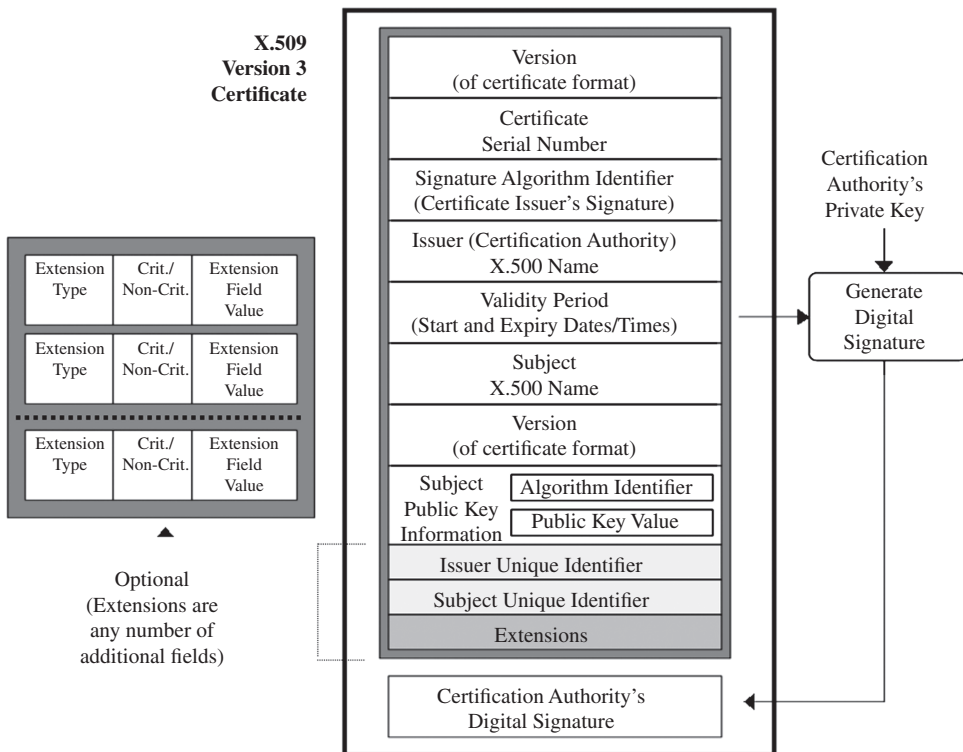 X.509
Version 3
Certificate
Version
(of certificate format)
Certificate
Serial Number
Signature Algorithm Identifier
(Certificate Issuer's Signature)
Issuer (Certification Authority)
X.500 Name
Validity Period
(Start and Expiry Dates/Times)
Subject
X.500 Name
Version
(of certificate format)
Subject
Public Key
Information
Algorithm Identifier
Public Key Value
Issuer Unique Identifier
Subject Unique Identifier
Extensions
Certification Authority's
Digital Signature
Certification
Authority's
Private Key
Generate
Digital
Signature
Extension
Type
Crit./
Non-Crit.
Extension
Field
Value
Extension
Type
Crit./
Non-Crit.
Extension
Field
Value
Extension
Type
Crit./
Non-Crit.
Extension
Field
Value
Optional
(Extensions are
any number of
additional fields)